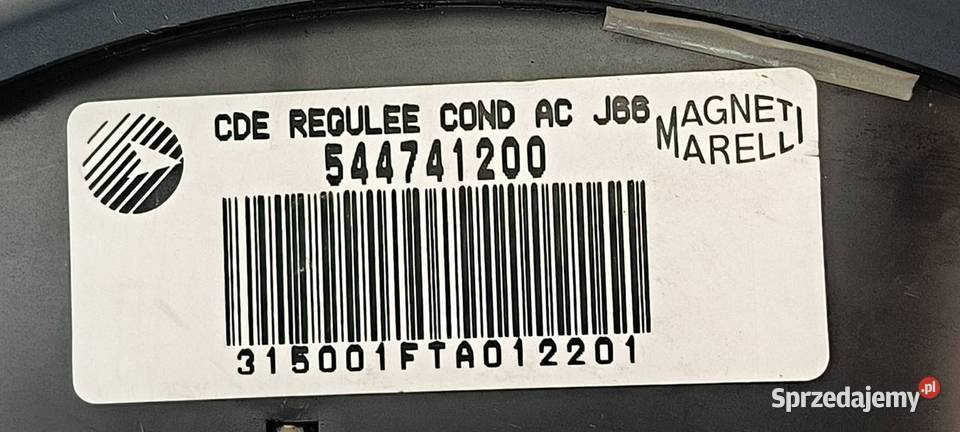 CDE REGULEE COND AC J66
MAGNETI
MARELLI
544741200
315001FTA012201
Sprzedajemy.pl